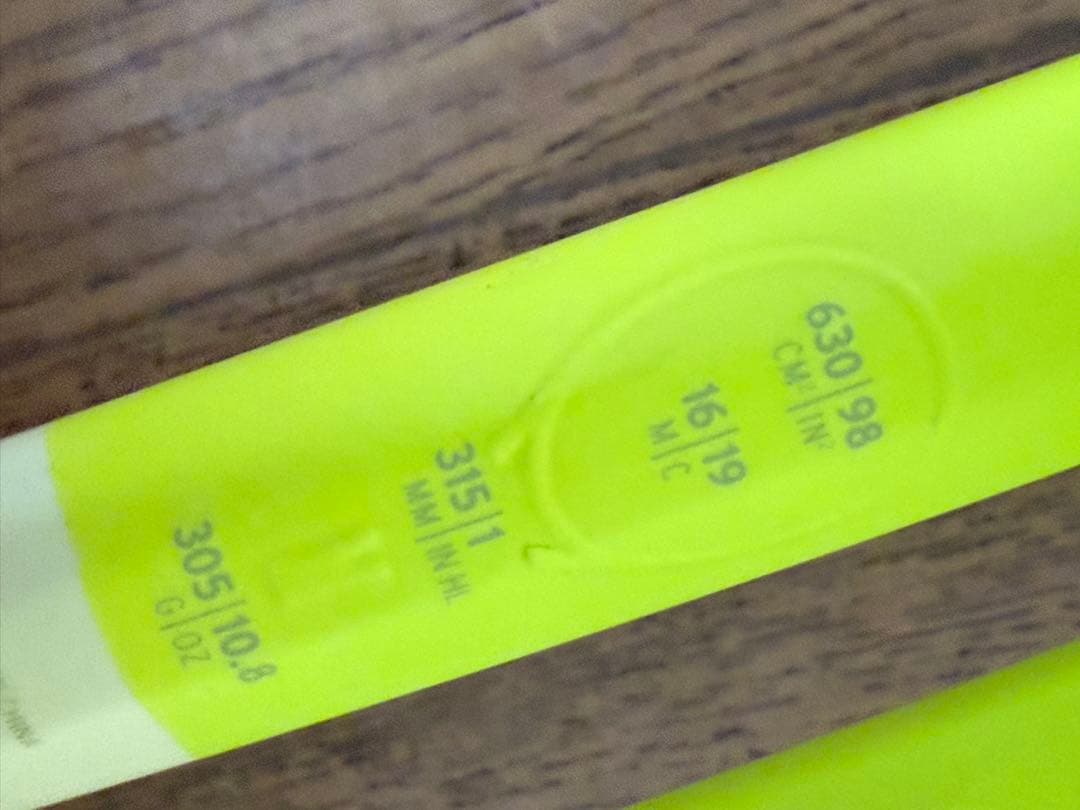 630|98
CM²|IN²
16|19
M|C
315|1
MM|IN HL
305|10.8
G|OZ